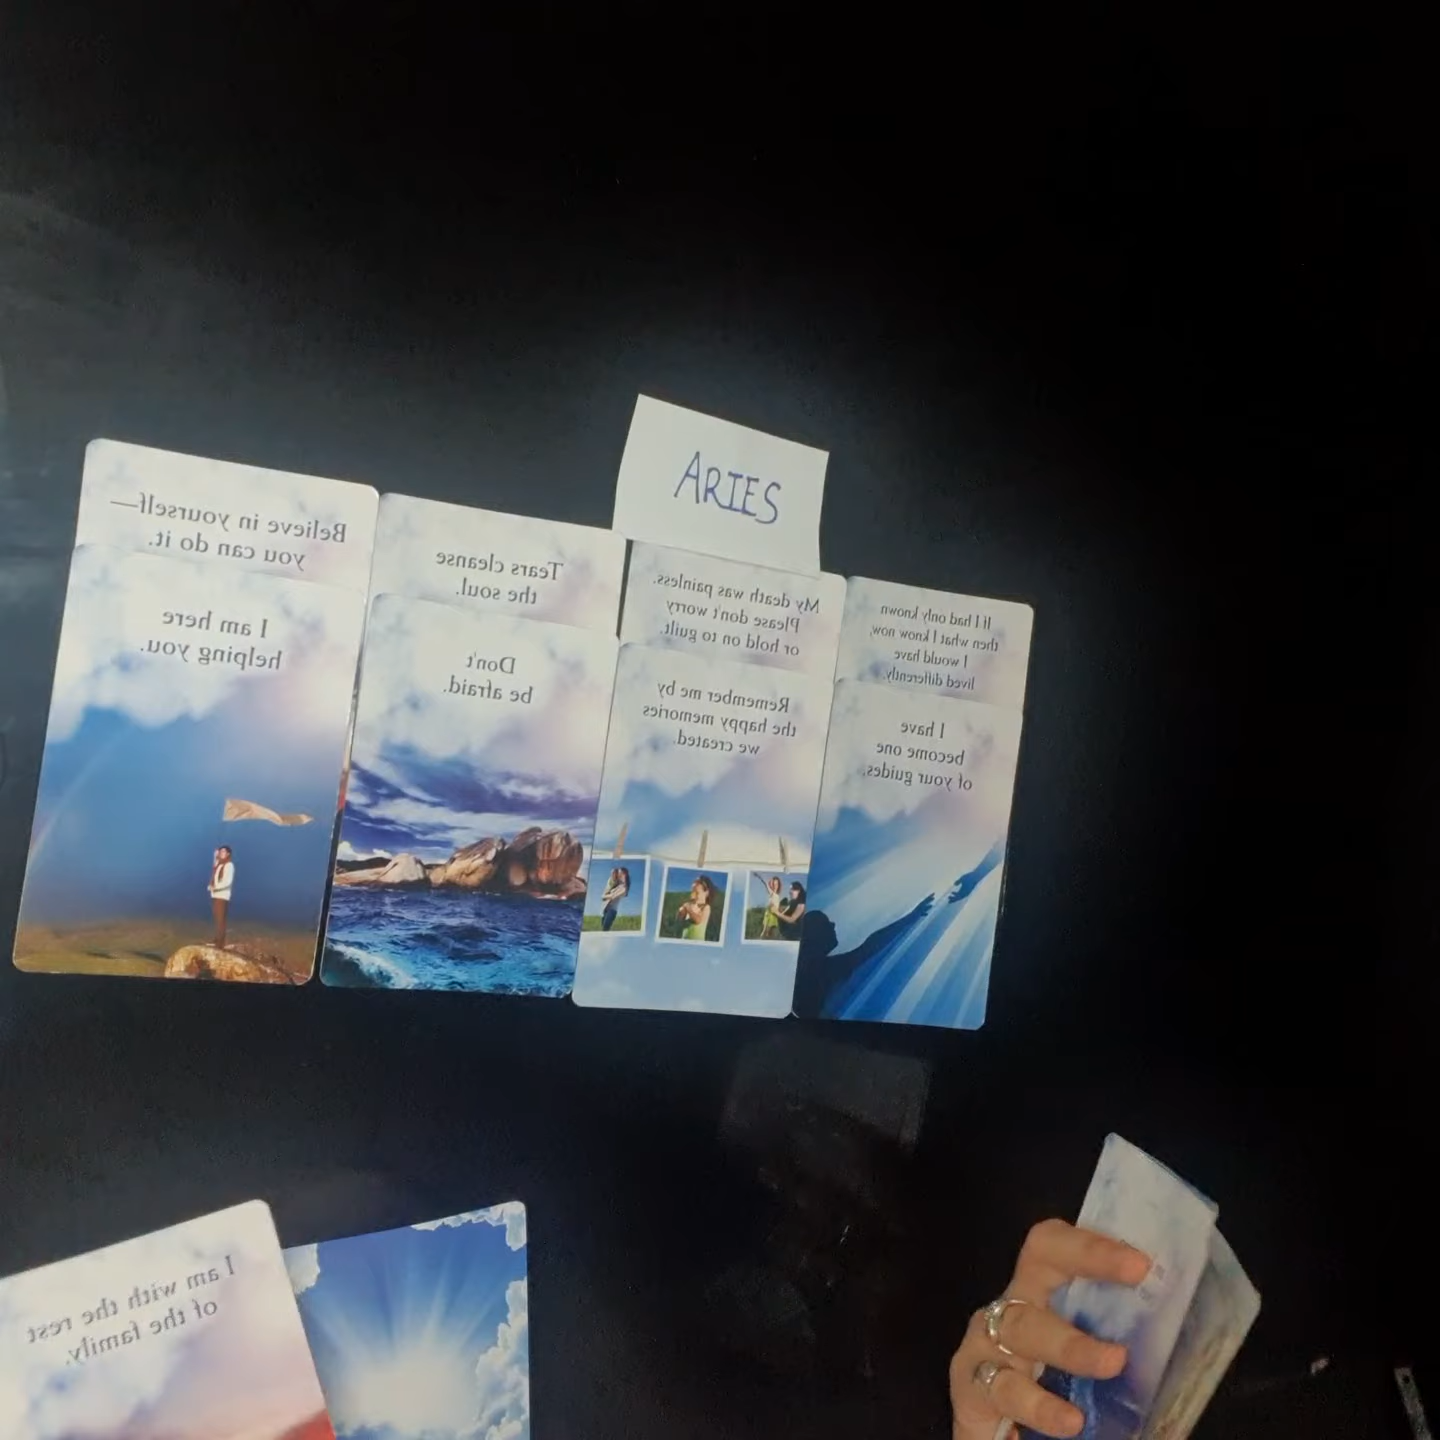 ARIES
Believe in yourself—
you can do it.
I am here
helping you.
Tears cleanse
the soul.
Don't
be afraid.
My death was painless.
Please don't worry
or hold on to guilt.
Remember me by
the happy memories
we created.
If I had only known
then what I know now,
I would have
lived differently.
I have
become one
of your guides.
I am with the rest
of the family.